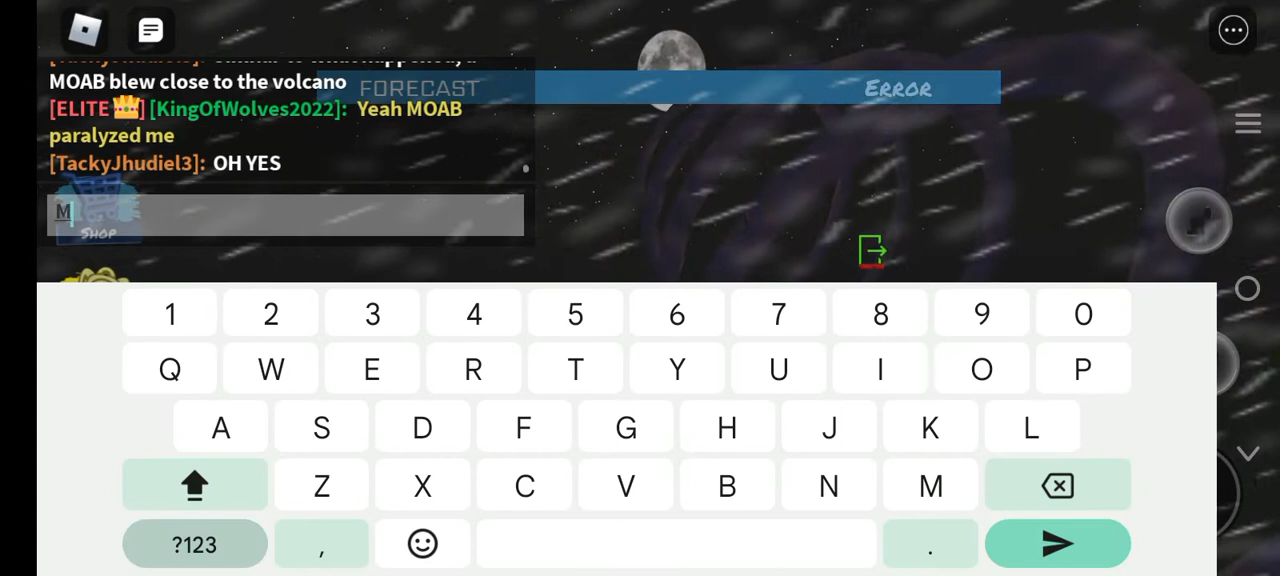 MOAB blew close to the volcano
FORECAST
Error
[ELITE👑] [KingOfWolves2022]: Yeah MOAB
paralyzed me
[TackyJhudiel3]: OH YES
M
Shop
1 2 3 4 5 6 7 8 9 0
Q W E R T Y U I O P
A S D F G H J K L
Z X C V B N M
?123 , .